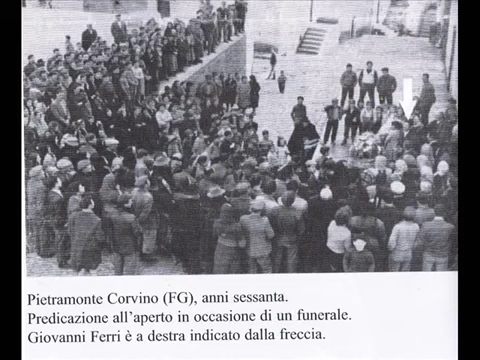 Pietramonte Corvino (FG), anni sessanta.
Predicazione all'aperto in occasione di un funerale.
Giovanni Ferri è a destra indicato dalla freccia.